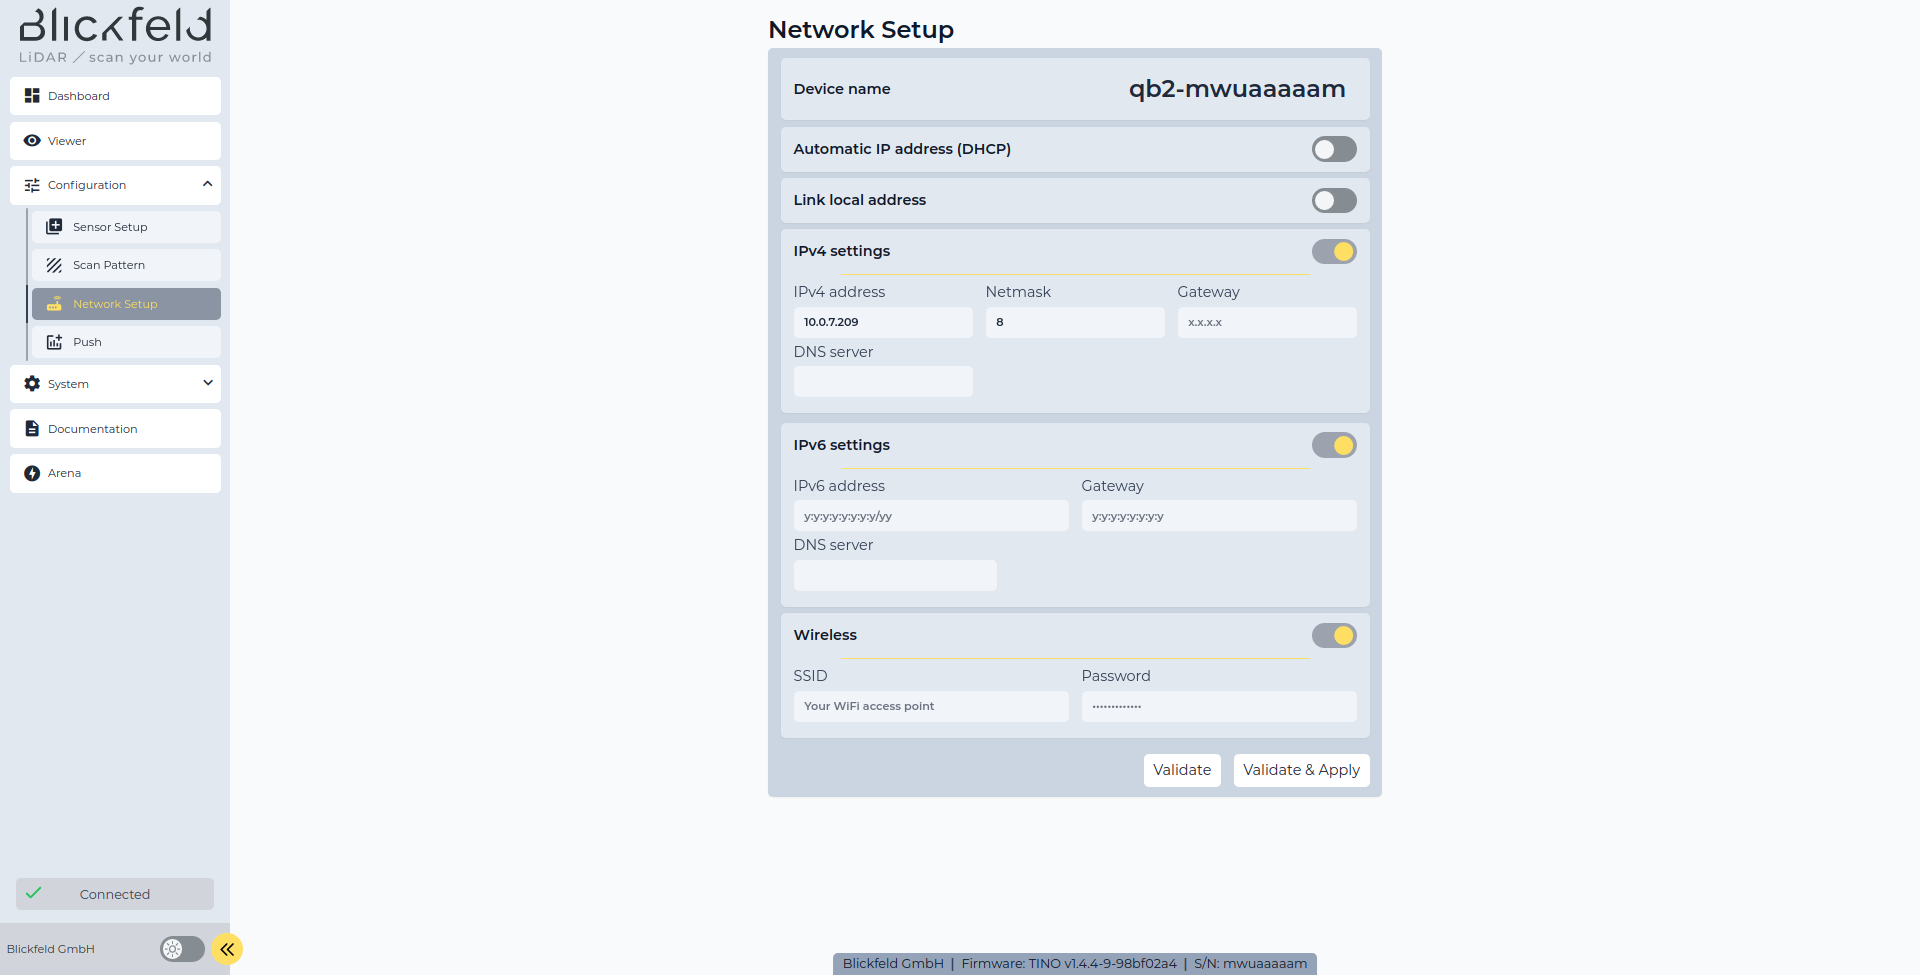 Blickfeld
LiDAR / scan your world
Dashboard
Viewer
Configuration
Sensor Setup
Scan Pattern
Network Setup
Push
System
Documentation
Arena
Connected
Blickfeld GmbH
Network Setup
Device name qb2-mwuaaaaam
Automatic IP address (DHCP)
Link local address
IPv4 settings
IPv4 address Netmask Gateway
10.0.7.209 8 x.x.x.x
DNS server
IPv6 settings
IPv6 address Gateway
y:y:y:y:y:y:y:y/yy y:y:y:y:y:y:y:y
DNS server
Wireless
SSID Password
Your WiFi access point •••••••••••••
Validate Validate & Apply
Blickfeld GmbH | Firmware: TINO v1.4.4-9-98bf02a4 | S/N: mwuaaaaam